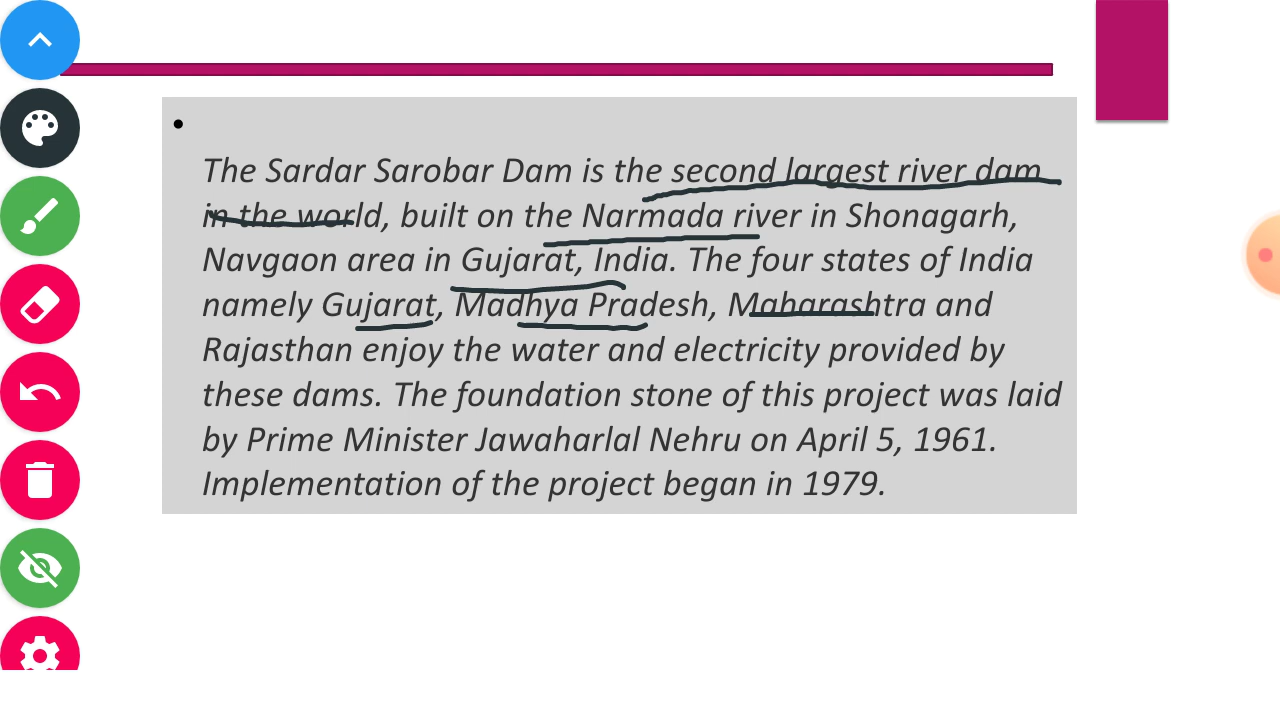 The Sardar Sarobar Dam is the second largest river dam
in the world, built on the Narmada river in Shonagarh,
Navgaon area in Gujarat, India. The four states of India
namely Gujarat, Madhya Pradesh, Maharashtra and
Rajasthan enjoy the water and electricity provided by
these dams. The foundation stone of this project was laid
by Prime Minister Jawaharlal Nehru on April 5, 1961.
Implementation of the project began in 1979.